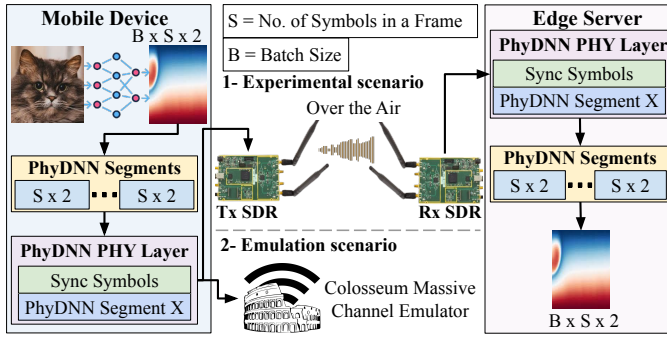 Mobile Device
B x S x 2
PhyDNN Segments
S x 2
S x 2
PhyDNN PHY Layer
Sync Symbols
PhyDNN Segment X
S = No. of Symbols in a Frame
B = Batch Size
1- Experimental scenario
Over the Air
Tx SDR
Rx SDR
2- Emulation scenario
Colosseum Massive
Channel Emulator
Edge Server
PhyDNN PHY Layer
Sync Symbols
PhyDNN Segment X
PhyDNN Segments
S x 2
S x 2
B x S x 2